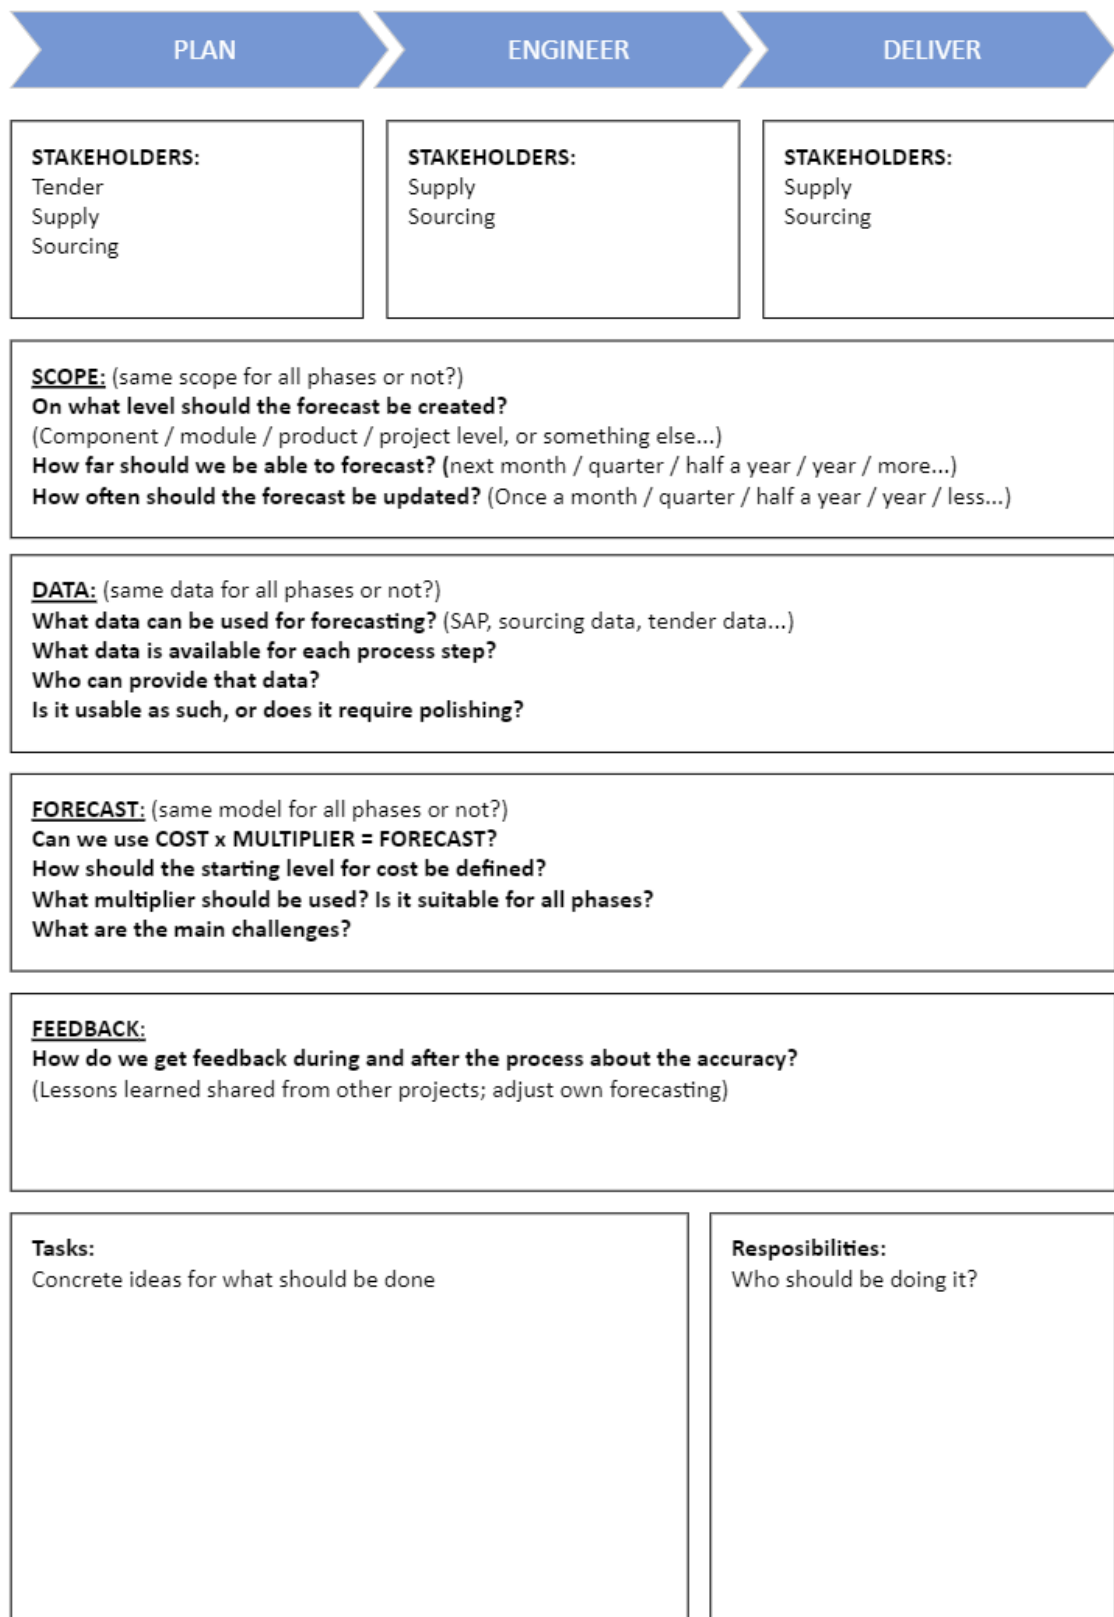 PLAN
ENGINEER
DELIVER
STAKEHOLDERS:
Tender
Supply
Sourcing
STAKEHOLDERS:
Supply
Sourcing
STAKEHOLDERS:
Supply
Sourcing
SCOPE: (same scope for all phases or not?)
On what level should the forecast be created?
(Component / module / product / project level, or something else...)
How far should we be able to forecast? (next month / quarter / half a year / year / more...)
How often should the forecast be updated? (Once a month / quarter / half a year / year / less...)
DATA: (same data for all phases or not?)
What data can be used for forecasting? (SAP, sourcing data, tender data...)
What data is available for each process step?
Who can provide that data?
Is it usable as such, or does it require polishing?
FORECAST: (same model for all phases or not?)
Can we use COST x MULTIPLIER = FORECAST?
How should the starting level for cost be defined?
What multiplier should be used? Is it suitable for all phases?
What are the main challenges?
FEEDBACK:
How do we get feedback during and after the process about the accuracy?
(Lessons learned shared from other projects; adjust own forecasting)
Tasks:
Concrete ideas for what should be done
Resposibilities:
Who should be doing it?